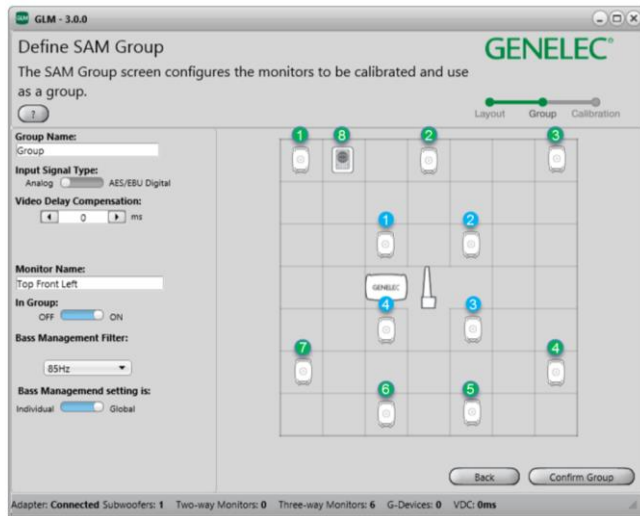 GLM - 3.0.0
Define SAM Group
GENELEC®
The SAM Group screen configures the monitors to be calibrated and use
as a group.
?
Layout Group Calibration
Group Name:
Group
Input Signal Type:
Analog AES/EBU Digital
Video Delay Compensation:
0 ms
Monitor Name:
Top Front Left
In Group:
OFF ON
Bass Management Filter:
85Hz
Bass Managemend setting is:
Individual Global
1 8 2 3
1 2
GENELEC
4 3
7 4
6 5
Back Confirm Group
Adapter: Connected Subwoofers: 1 Two-way Monitors: 0 Three-way Monitors: 6 G-Devices: 0 VDC: 0ms